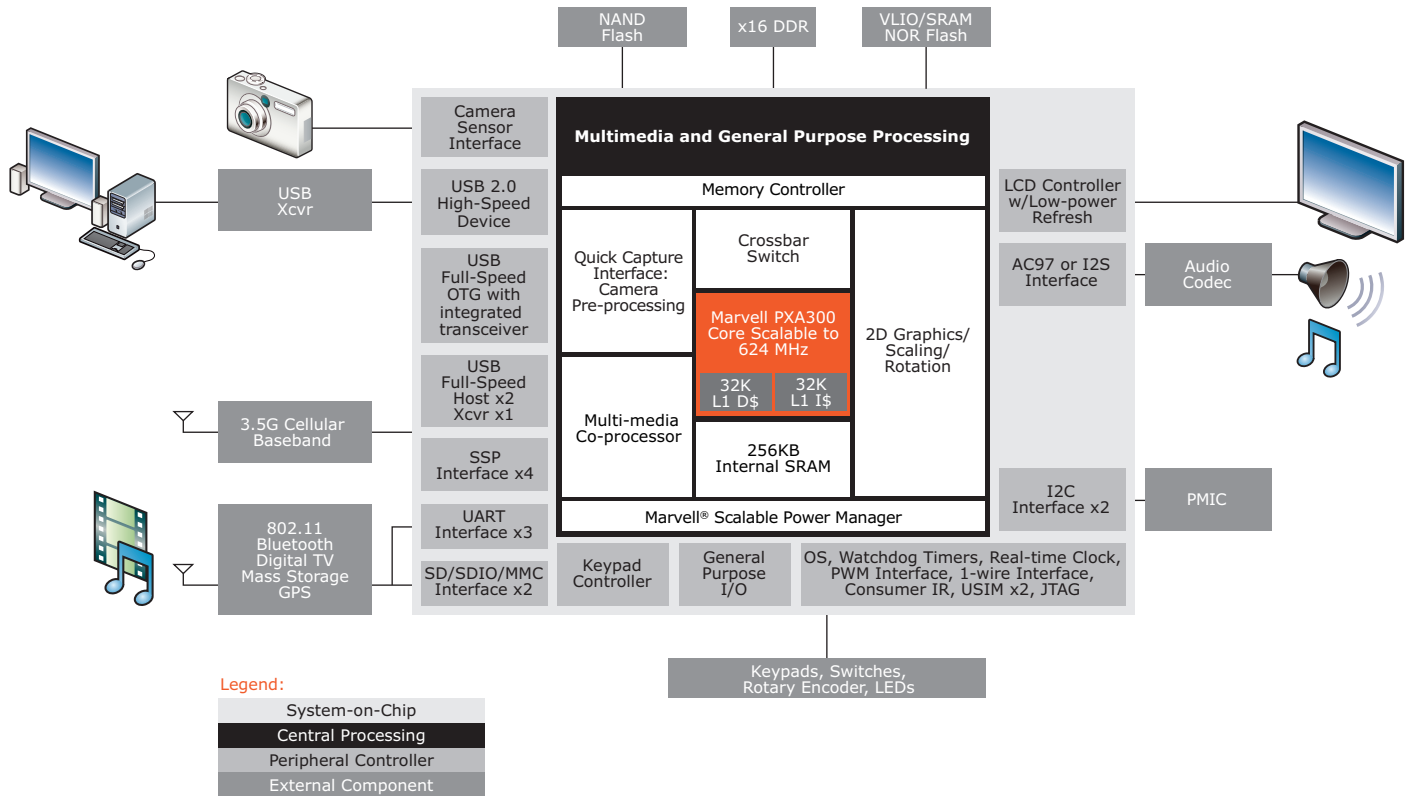 NAND
Flash
x16 DDR
VLIO/SRAM
NOR Flash
Camera
Sensor
Interface
Multimedia and General Purpose Processing
USB
Xcvr
USB 2.0
High-Speed
Device
Memory Controller
LCD Controller
w/Low-power
Refresh
USB
Full-Speed
OTG with
integrated
transceiver
Quick Capture
Interface:
Camera
Pre-processing
Crossbar
Switch
AC97 or I2S
Interface
Audio
Codec
Marvell PXA300
Core Scalable to
624 MHz
32K
L1 D$
32K
L1 I$
2D Graphics/
Scaling/
Rotation
USB
Full-Speed
Host x2
Xcvr x1
3.5G Cellular
Baseband
Multi-media
Co-processor
256KB
Internal SRAM
SSP
Interface x4
I2C
Interface x2
PMIC
802.11
Bluetooth
Digital TV
Mass Storage
GPS
UART
Interface x3
Marvell® Scalable Power Manager
SD/SDIO/MMC
Interface x2
Keypad
Controller
General
Purpose
I/O
OS, Watchdog Timers, Real-time Clock,
PWM Interface, 1-wire Interface,
Consumer IR, USIM x2, JTAG
Keypads, Switches,
Rotary Encoder, LEDs
Legend:
System-on-Chip
Central Processing
Peripheral Controller
External Component